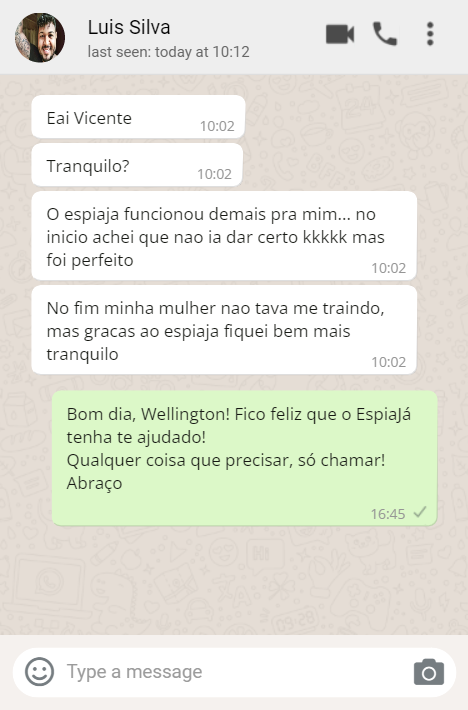 Luis Silva
last seen: today at 10:12
Eai Vicente
10:02
Tranquilo?
10:02
O espiaja funcionou demais pra mim... no
inicio achei que nao ia dar certo kkkkk mas
foi perfeito
10:02
No fim minha mulher nao tava me traindo,
mas gracas ao espiaja fiquei bem mais
tranquilo
10:02
Bom dia, Wellington! Fico feliz que o EspiaJá
tenha te ajudado!
Qualquer coisa que precisar, só chamar!
Abraço
16:45
Type a message